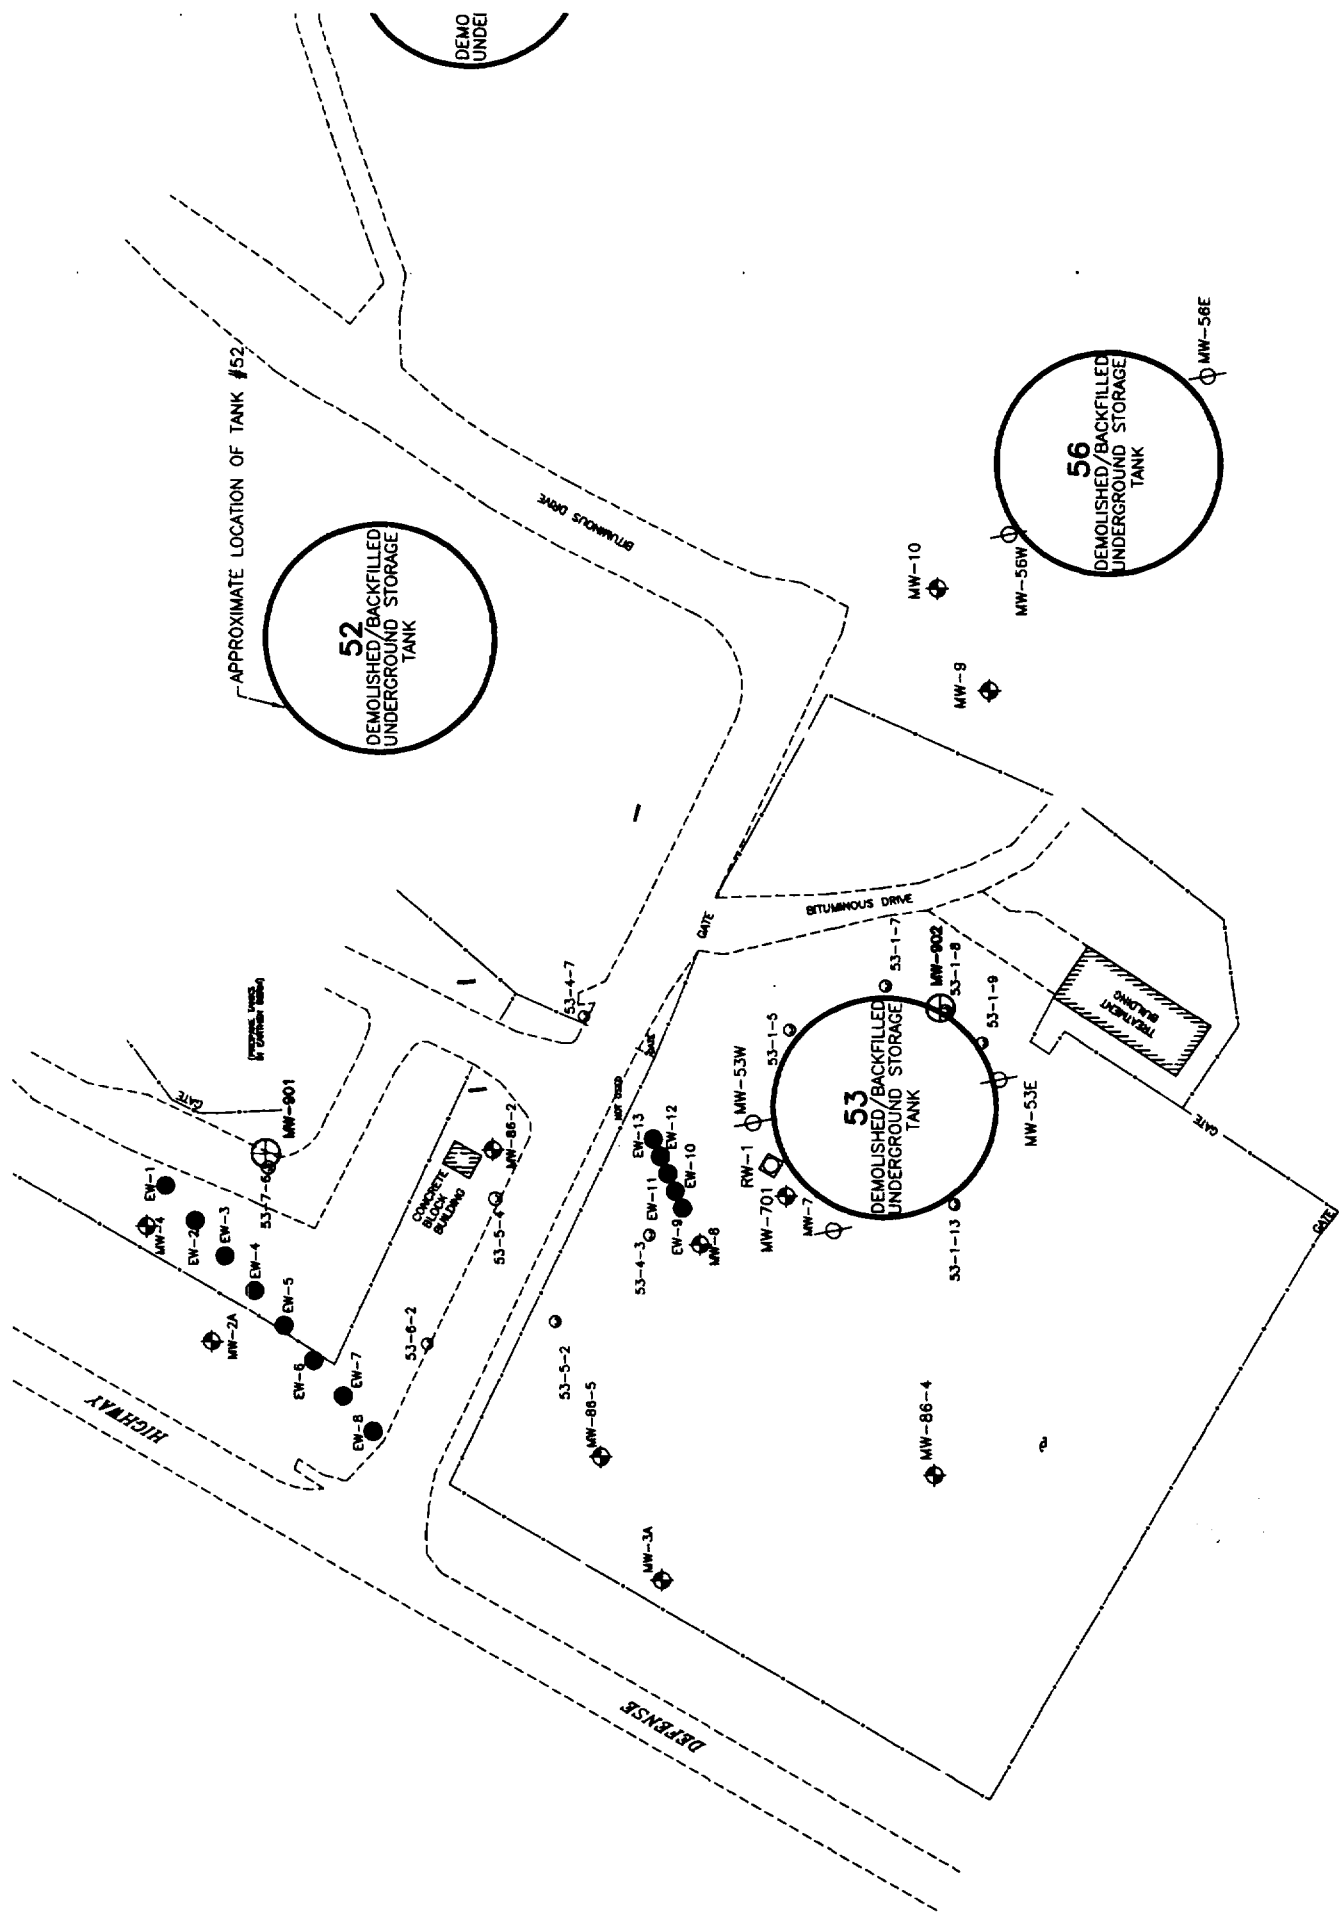 DEMO
UNDE
APPROXIMATE LOCATION OF TANK #52
52
DEMOLISHED/BACKFILLED
UNDERGROUND STORAGE
TANK
BITUMINOUS DRIVE
MW-56E
56
DEMOLISHED/BACKFILLED
UNDERGROUND STORAGE
TANK
MW-56W
MW-10
MW-9
GATE
BITUMINOUS DRIVE
53-4-7
GATE
MW-901
53-7-6
EW-1
MW-4
EW-2
EW-3
EW-4
EW-5
MW-2A
EW-6
EW-7
EW-8
CONCRETE
BLOCK
BUILDING
MW-86-2
53-5-4
53-6-2
NOT USED
GATE
EW-13
EW-12
EW-11
EW-10
EW-9
MW-8
53-4-3
53-5-2
MW-86-5
MW-3A
MW-86-4
RW-1
MW-53W
MW-701
MW-7
53-1-5
53-1-7
MW-902
53-1-8
53-1-9
53
DEMOLISHED/BACKFILLED
UNDERGROUND STORAGE
TANK
MW-53E
53-1-13
TREATMENT
BUILDING
GATE
GATE
HIGHWAY
DEFENSE